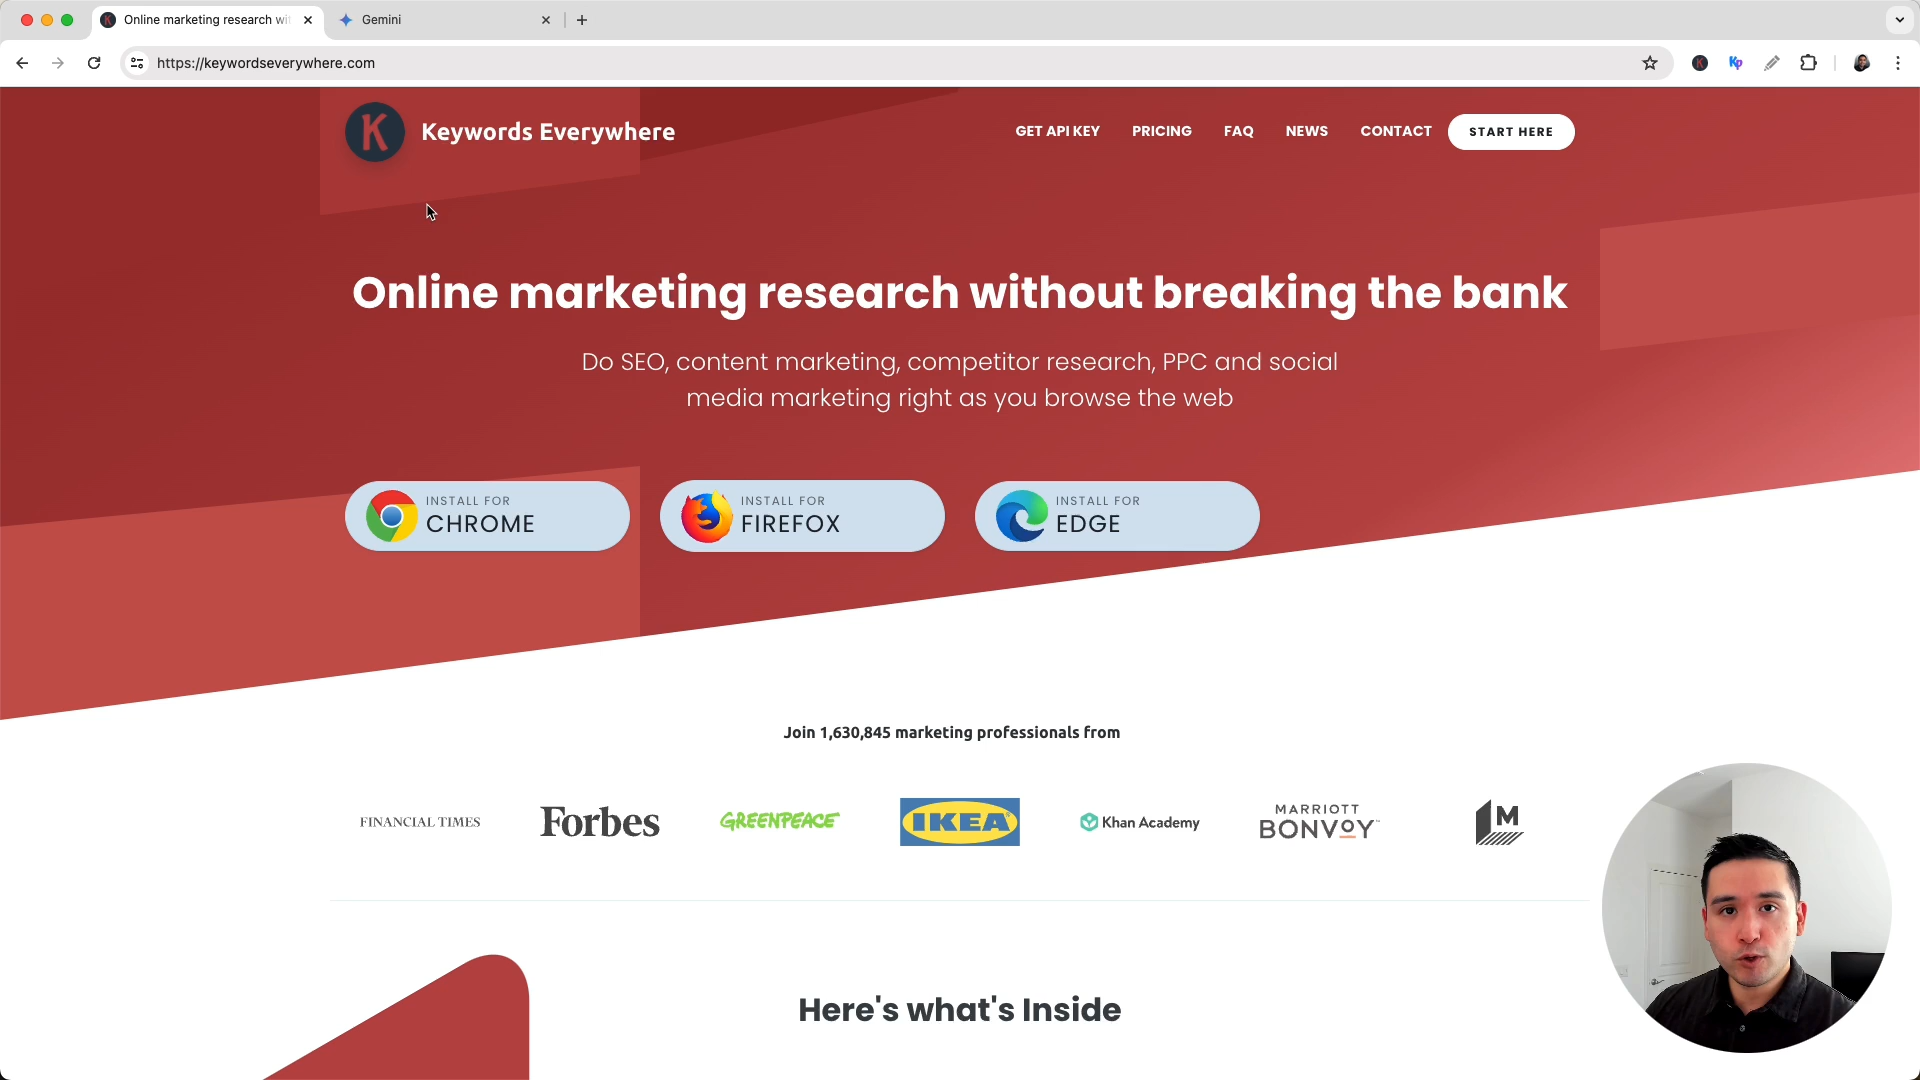 Online marketing research wit
Gemini
https://keywordseverywhere.com
K
Kp
K
Keywords Everywhere
GET API KEY
PRICING
FAQ
NEWS
CONTACT
START HERE
Online marketing research without breaking the bank
Do SEO, content marketing, competitor research, PPC and social
media marketing right as you browse the web
INSTALL FOR
CHROME
INSTALL FOR
FIREFOX
INSTALL FOR
EDGE
Join 1,630,845 marketing professionals from
FINANCIAL TIMES
Forbes
GREENPEACE
IKEA
Khan Academy
MARRIOTT
BONVOY™
M
Here's what's Inside